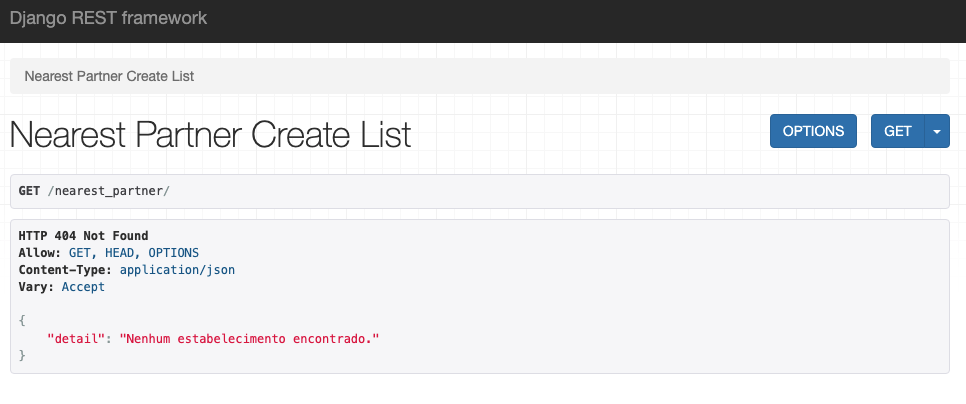 Django REST framework
Nearest Partner Create List
Nearest Partner Create List
OPTIONS
GET
GET /nearest_partner/
HTTP 404 Not Found
Allow: GET, HEAD, OPTIONS
Content-Type: application/json
Vary: Accept
{
"detail": "Nenhum estabelecimento encontrado."
}